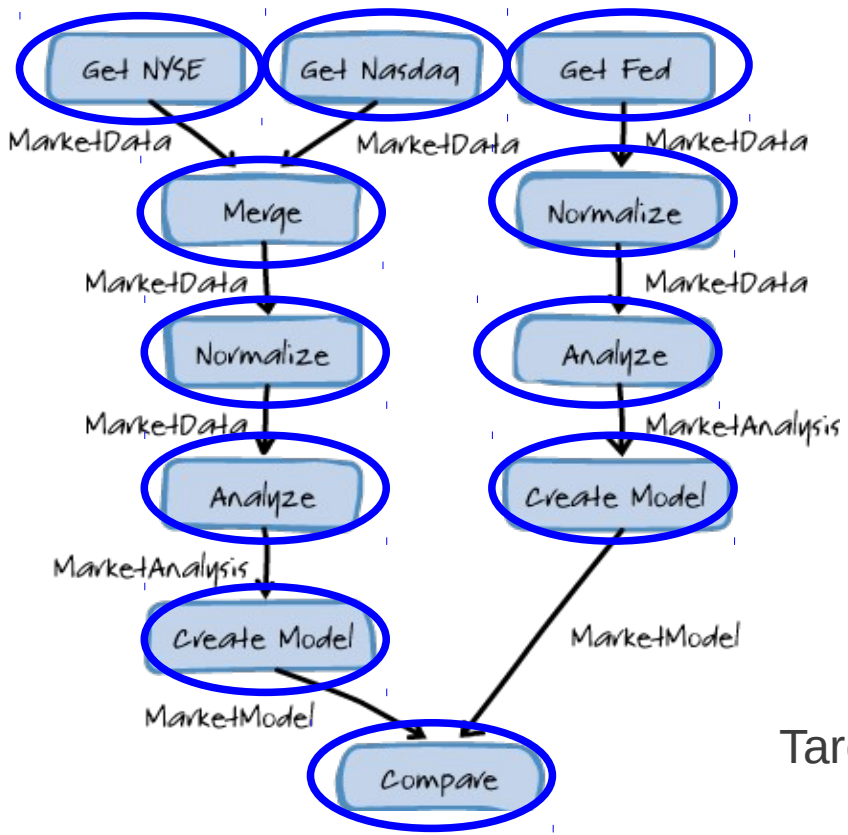 Get NYSE
Get Nasdaq
Get Fed
MarketData
MarketData
MarketData
Merge
Normalize
MarketData
MarketData
Normalize
Analyze
MarketData
MarketAnalysis
Analyze
Create Model
MarketAnalysis
Create Model
MarketModel
MarketModel
Compare